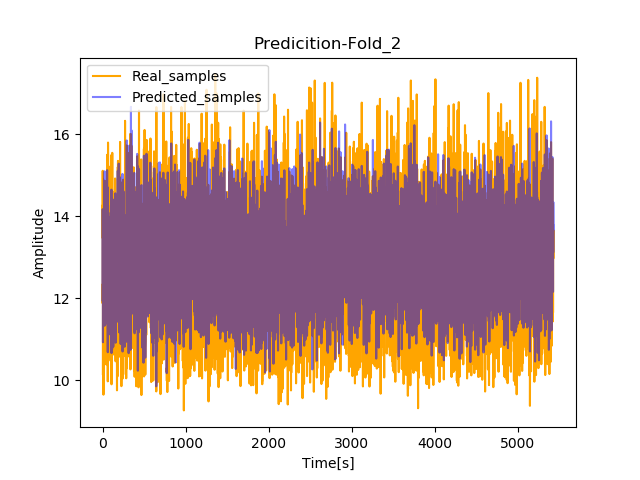 Predicition-Fold_2
Real_samples
Predicted_samples
16
14
12
10
Amplitude
0 1000 2000 3000 4000 5000
Time[s]